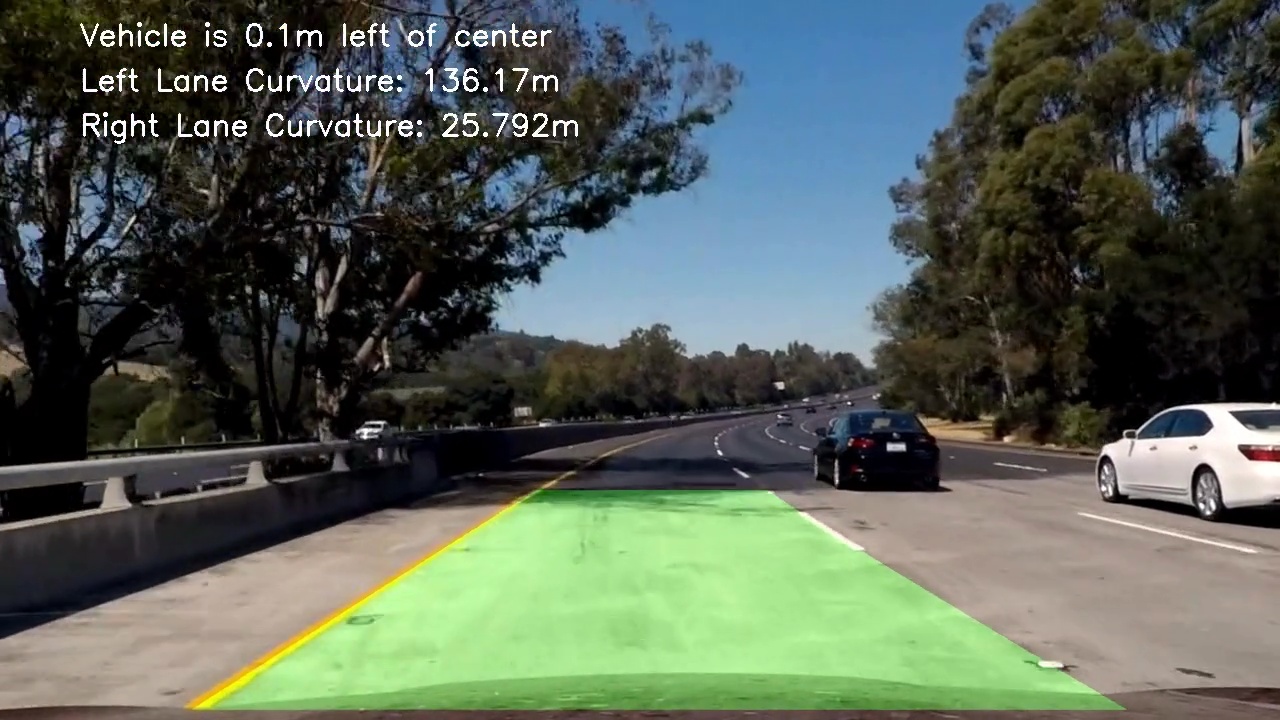 Vehicle is 0.1m left of center
Left Lane Curvature: 136.17m
Right Lane Curvature: 25.792m